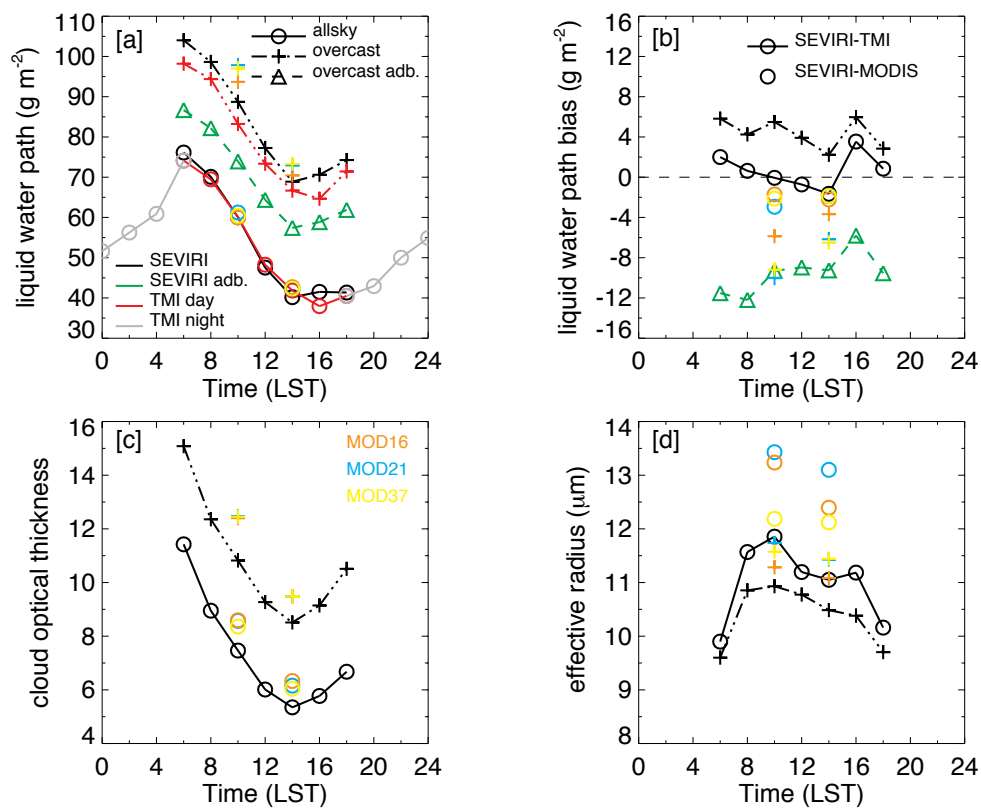 [a]
allsky
overcast
overcast adb.
SEVIRI
SEVIRI adb.
TMI day
TMI night
liquid water path (g m-2)
110
100
90
80
70
60
50
40
30
0 4 8 12 16 20 24
Time (LST)
[b]
SEVIRI-TMI
SEVIRI-MODIS
liquid water path bias (g m-2)
16
12
8
4
0
-4
-8
-12
-16
0 4 8 12 16 20 24
Time (LST)
[c]
MOD16
MOD21
MOD37
cloud optical thickness
16
14
12
10
8
6
4
0 4 8 12 16 20 24
Time (LST)
[d]
effective radius (μm)
14
13
12
11
10
9
8
0 4 8 12 16 20 24
Time (LST)